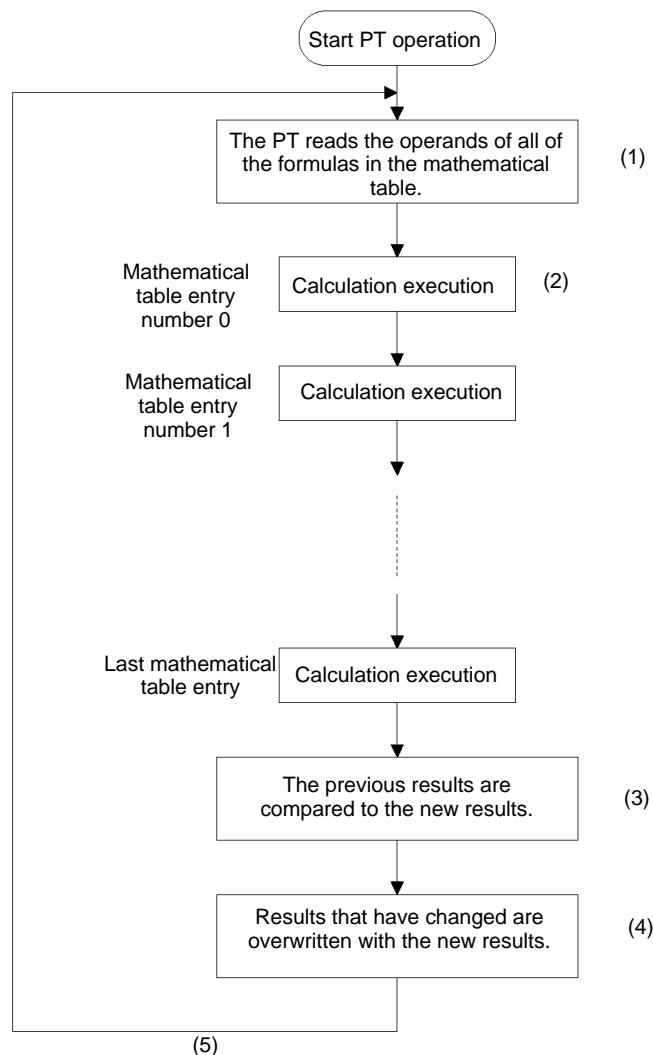 Start PT operation
The PT reads the operands of all of
the formulas in the mathematical
table.
(1)
Mathematical
table entry
number 0
Calculation execution
(2)
Mathematical
table entry
number 1
Calculation execution
Last mathematical
table entry
Calculation execution
The previous results are
compared to the new results.
(3)
Results that have changed are
overwritten with the new results.
(4)
(5)